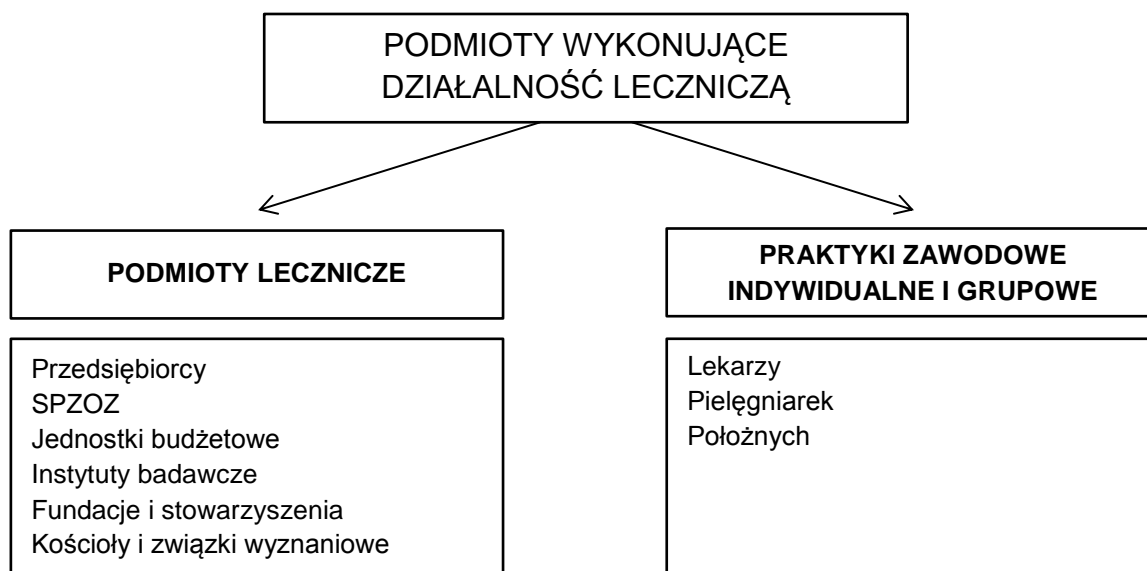 PODMIOTY WYKONUJĄCE
DZIAŁALNOŚĆ LECZNICZĄ
PODMIOTY LECZNICZE
Przedsiębiorcy
SPZOZ
Jednostki budżetowe
Instytuty badawcze
Fundacje i stowarzyszenia
Kościoły i związki wyznaniowe
PRAKTYKI ZAWODOWE
INDYWIDUALNE I GRUPOWE
Lekarzy
Pielęgniarek
Położnych